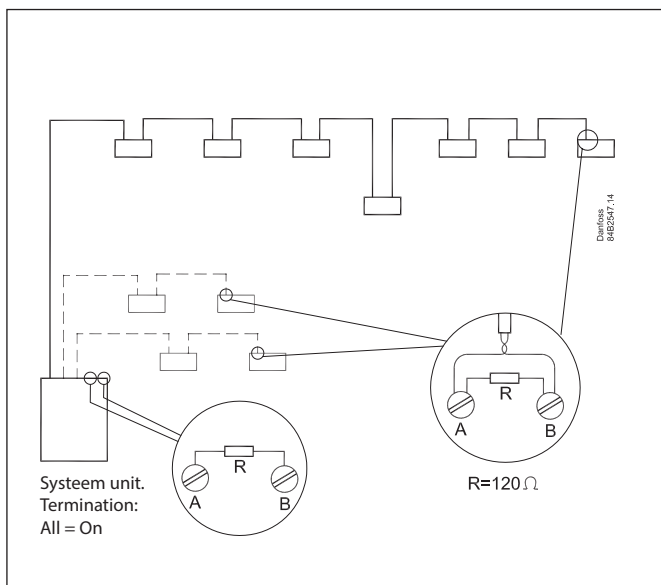 Danfoss
84B2547.14
R
A
B
R=120 Ω
R
A
B
Systeem unit.
Termination:
All = On